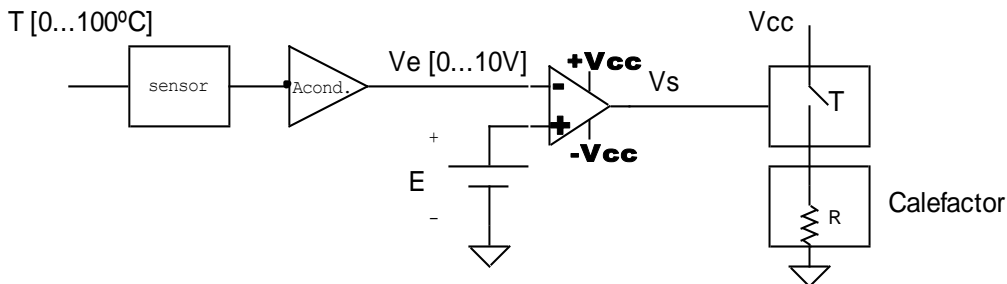 T [0...100ºC]
sensor
Acond.
Ve [0...10V]
-
+
+Vcc
-Vcc
Vs
Vcc
T
+
E
-
R
Calefactor